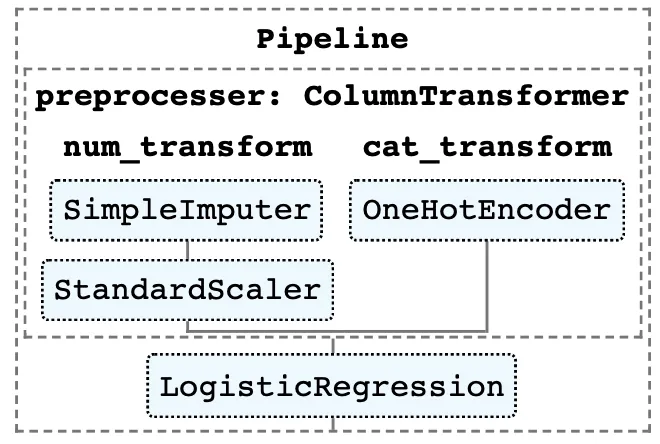 Pipeline
preprocesser: ColumnTransformer
num_transform cat_transform
SimpleImputer OneHotEncoder
StandardScaler
LogisticRegression